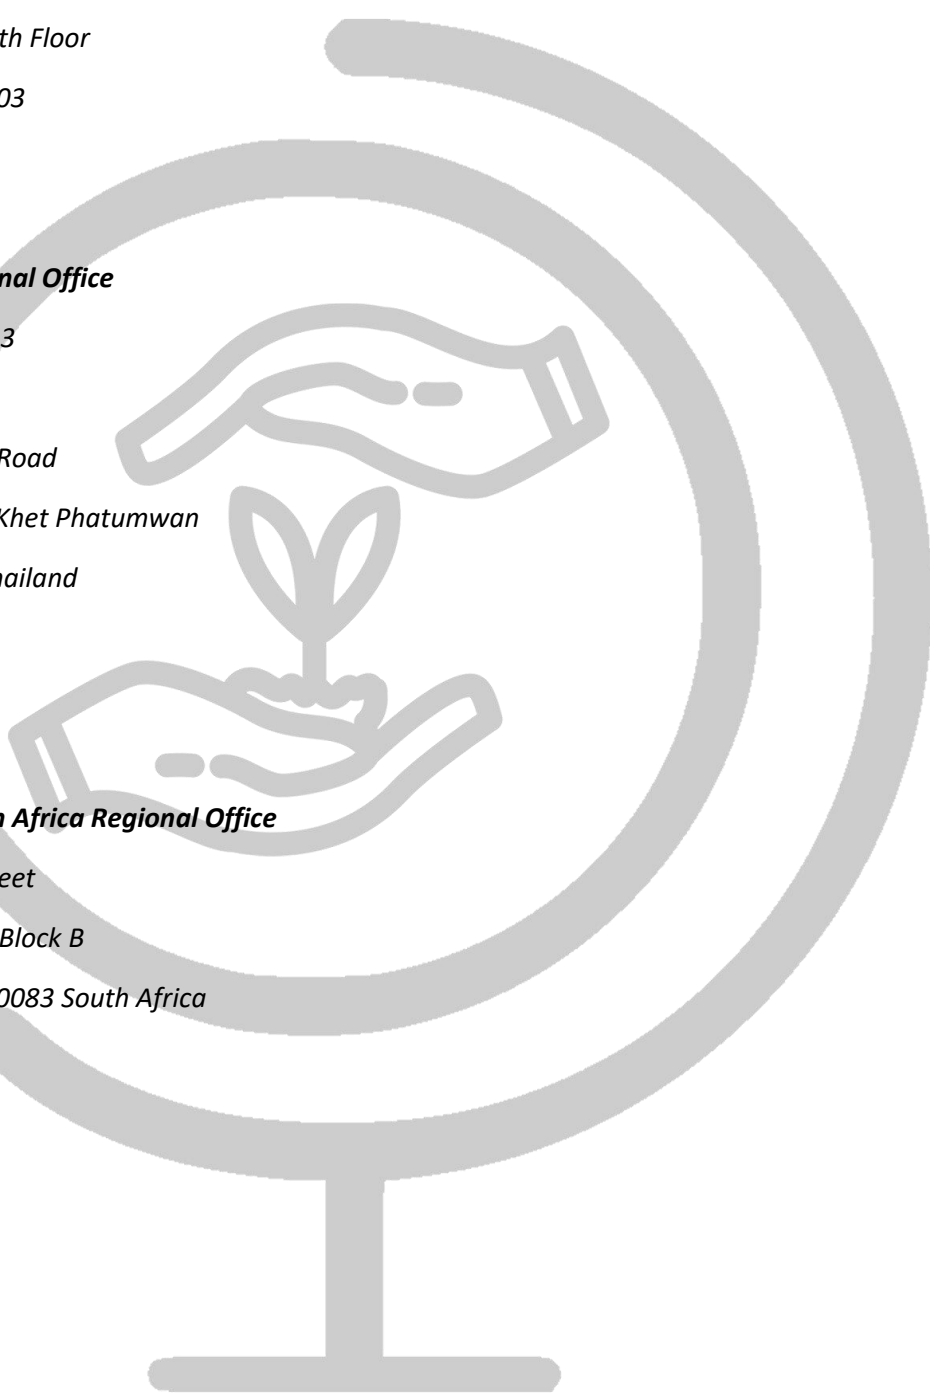 th Floor
03
nal Office
3
Road
Khet Phatumwan
hailand
h Africa Regional Office
eet
Block B
0083 South Africa